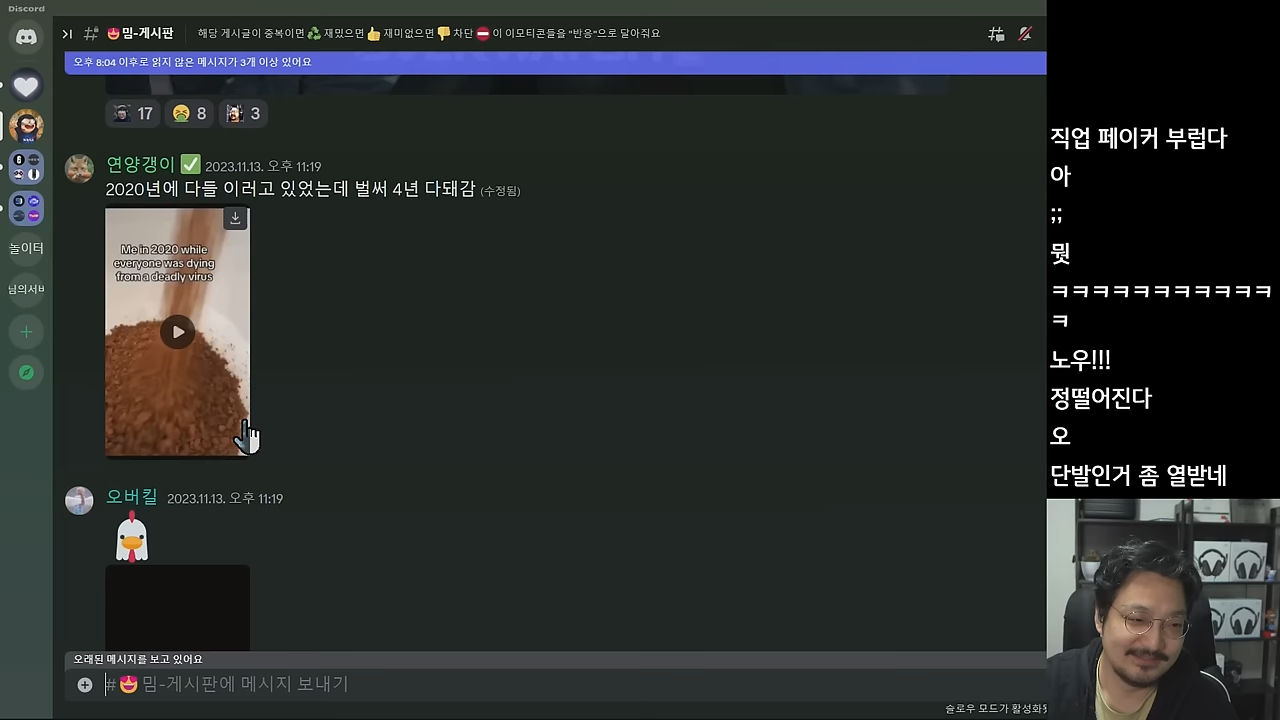 Discord
밈-게시판
해당 게시글이 중복이면 재밌으면 재미없으면 차단 이 이모티콘들을 "반응"으로 달아줘요
오후 8:04 이후로 읽지 않은 메시지가 3개 이상 있어요
17 8 3
연양갱이 2023.11.13. 오후 11:19
2020년에 다들 이러고 있었는데 벌써 4년 다돼감 (수정됨)
Me in 2020 while
everyone was dying
from a deadly virus
놀이터
님의서버
오버킬 2023.11.13. 오후 11:19
오래된 메시지를 보고 있어요
# 밈-게시판에 메시지 보내기
슬로우 모드가 활성화
직업 페이커 부럽다
아
;;
뭣
ㅋㅋㅋㅋㅋㅋㅋㅋㅋㅋㅋ
ㅋ
노우!!!
정떨어진다
오
단발인거 좀 열받네